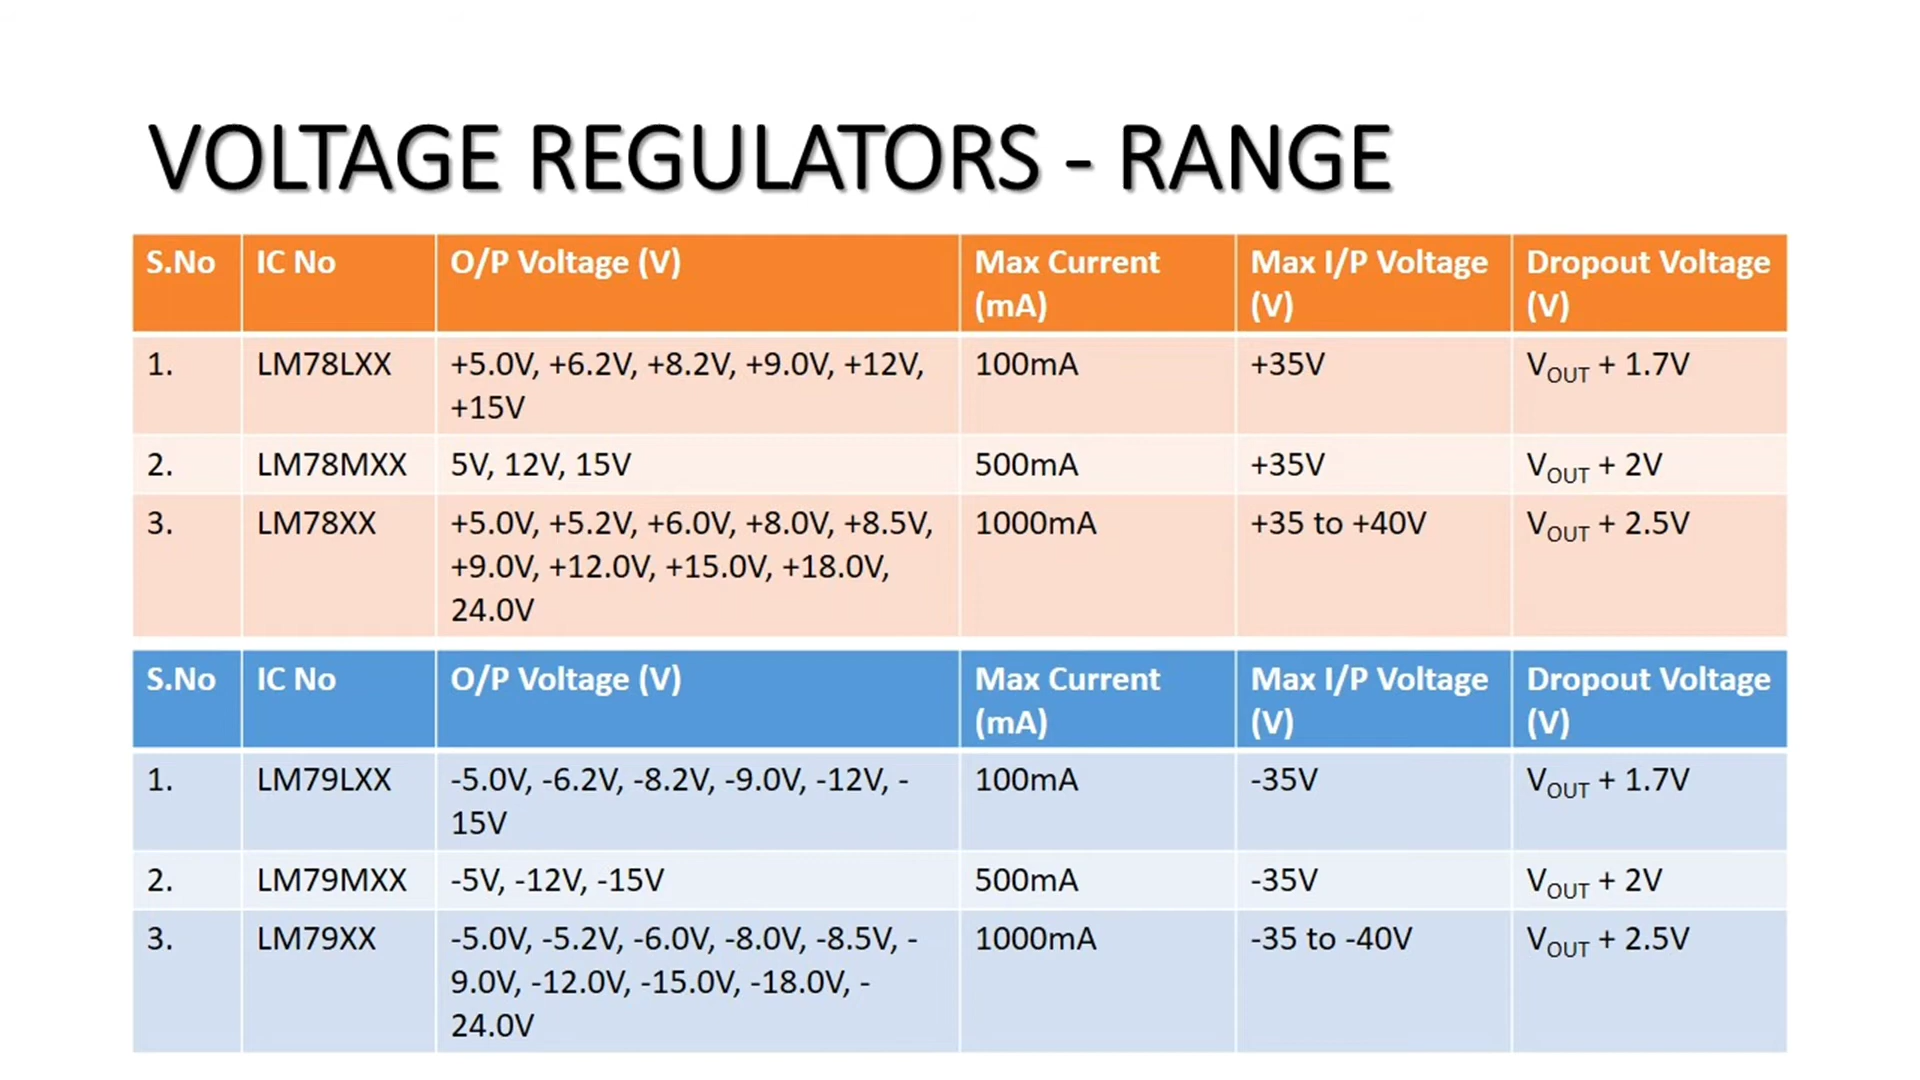 VOLTAGE REGULATORS - RANGE
S.No IC No O/P Voltage (V) Max Current (mA) Max I/P Voltage (V) Dropout Voltage (V)
1. LM78LXX +5.0V, +6.2V, +8.2V, +9.0V, +12V, +15V 100mA +35V VOUT + 1.7V
2. LM78MXX 5V, 12V, 15V 500mA +35V VOUT + 2V
3. LM78XX +5.0V, +5.2V, +6.0V, +8.0V, +8.5V, +9.0V, +12.0V, +15.0V, +18.0V, 24.0V 1000mA +35 to +40V VOUT + 2.5V
S.No IC No O/P Voltage (V) Max Current (mA) Max I/P Voltage (V) Dropout Voltage (V)
1. LM79LXX -5.0V, -6.2V, -8.2V, -9.0V, -12V, -15V 100mA -35V VOUT + 1.7V
2. LM79MXX -5V, -12V, -15V 500mA -35V VOUT + 2V
3. LM79XX -5.0V, -5.2V, -6.0V, -8.0V, -8.5V, -9.0V, -12.0V, -15.0V, -18.0V, -24.0V 1000mA -35 to -40V VOUT + 2.5V